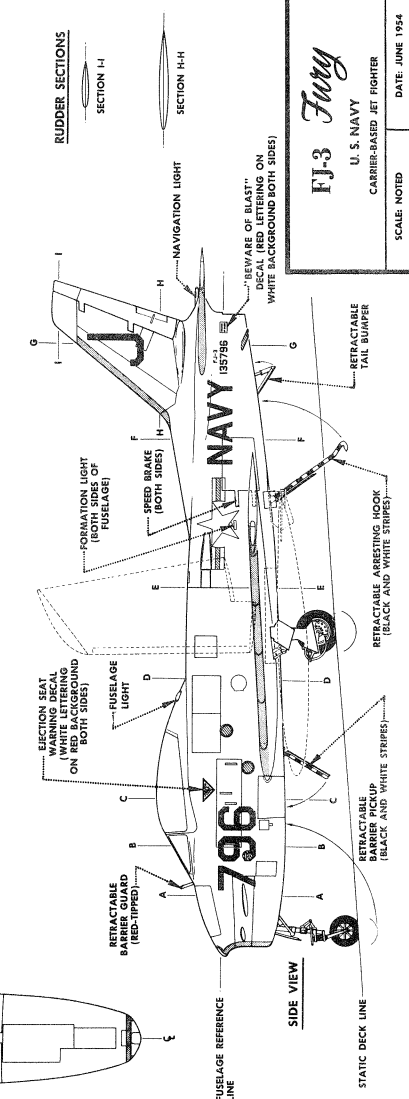 RUDDER SECTIONS
SECTION I-I
SECTION H-H
NAVIGATION LIGHT
"BEWARE OF BLAST"
DECAL (RED LETTERING ON
WHITE BACKGROUND BOTH SIDES)
FORMATION LIGHT
(BOTH SIDES OF
FUSELAGE)
SPEED BRAKE
(BOTH SIDES)
EJECTION SEAT
WARNING DECAL
(WHITE LETTERING
ON RED BACKGROUND
BOTH SIDES)
FUSELAGE
LIGHT
RETRACTABLE
BARRIER GUARD
(RED-TIPPED)
A
B
C
D
E
F
H
G
I
I
H
J
796
NAVY
FJ-3
135796
A
B
C
D
E
F
G
RETRACTABLE
TAIL BUMPER
RETRACTABLE ARRESTING HOOK
(BLACK AND WHITE STRIPES)
RETRACTABLE
BARRIER PICKUP
(BLACK AND WHITE STRIPES)
FUSELAGE REFERENCE
LINE
SIDE VIEW
STATIC DECK LINE
FJ-3 Fury
U. S. NAVY
CARRIER-BASED JET FIGHTER
SCALE: NOTED
DATE: JUNE 1954